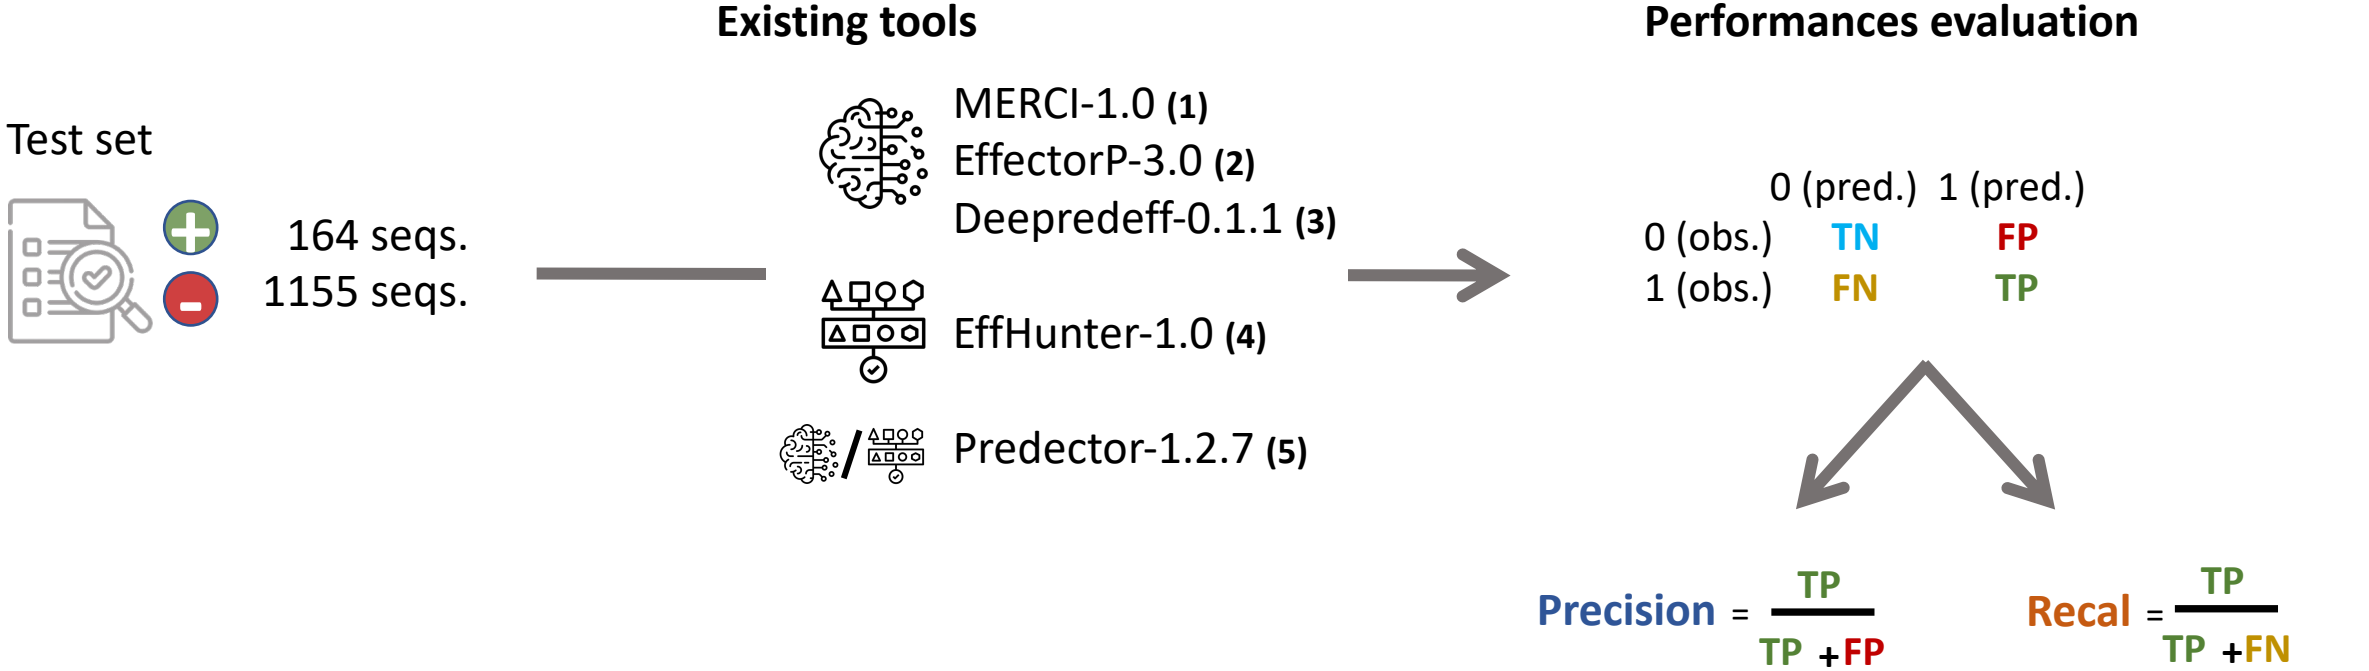 Existing tools
Performances evaluation
Test set
164 seqs.
1155 seqs.
MERCI-1.0 (1)
EffectorP-3.0 (2)
Deepredeff-0.1.1 (3)
EffHunter-1.0 (4)
/ Predector-1.2.7 (5)
0 (pred.) 1 (pred.)
0 (obs.) TN FP
1 (obs.) FN TP
Precision = TP
TP + FP
Recal = TP
TP + FN